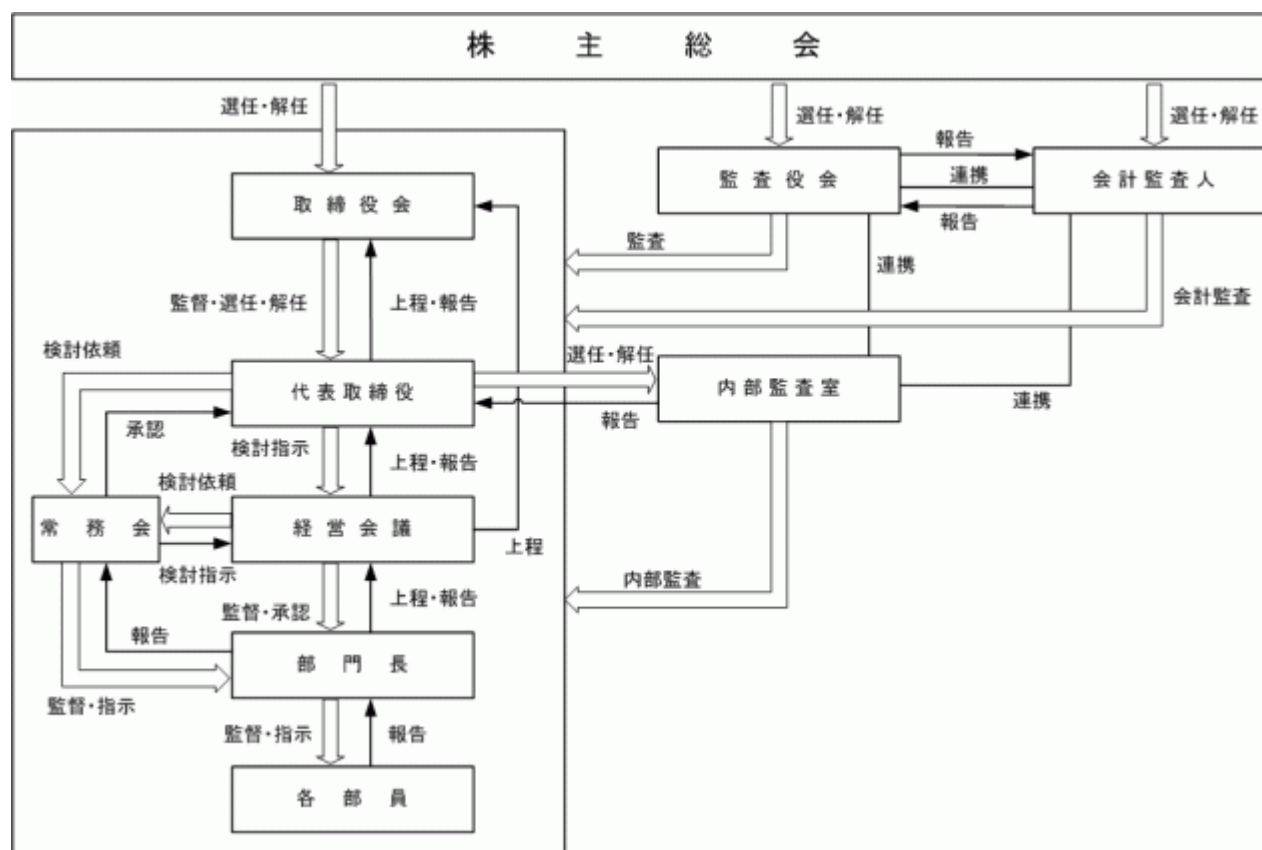 株主総会
選任・解任
選任・解任
選任・解任
取締役会
監査役会
会計監査人
報告
連携
報告
監査
連携
会計監査
監督・選任・解任
上程・報告
検討依頼
選任・解任
代表取締役
内部監査室
報告
連携
承認
検討指示
上程・報告
検討依頼
常務会
経営会議
上程
検討指示
内部監査
監督・承認
上程・報告
報告
部門長
監督・指示
監督・指示
報告
各部員